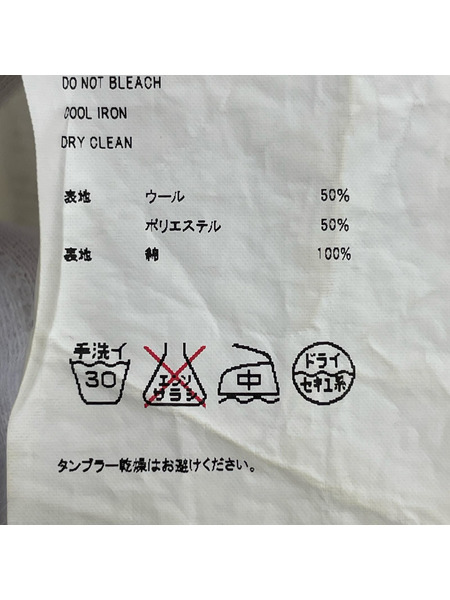 DO NOT BLEACH
COOL IRON
DRY CLEAN
表地 ウール 50%
ポリエステル 50%
裏地 綿 100%
手洗イ エンソ 中 ドライ
30 サラシ セキユ系
タンブラー乾燥はお避けください。